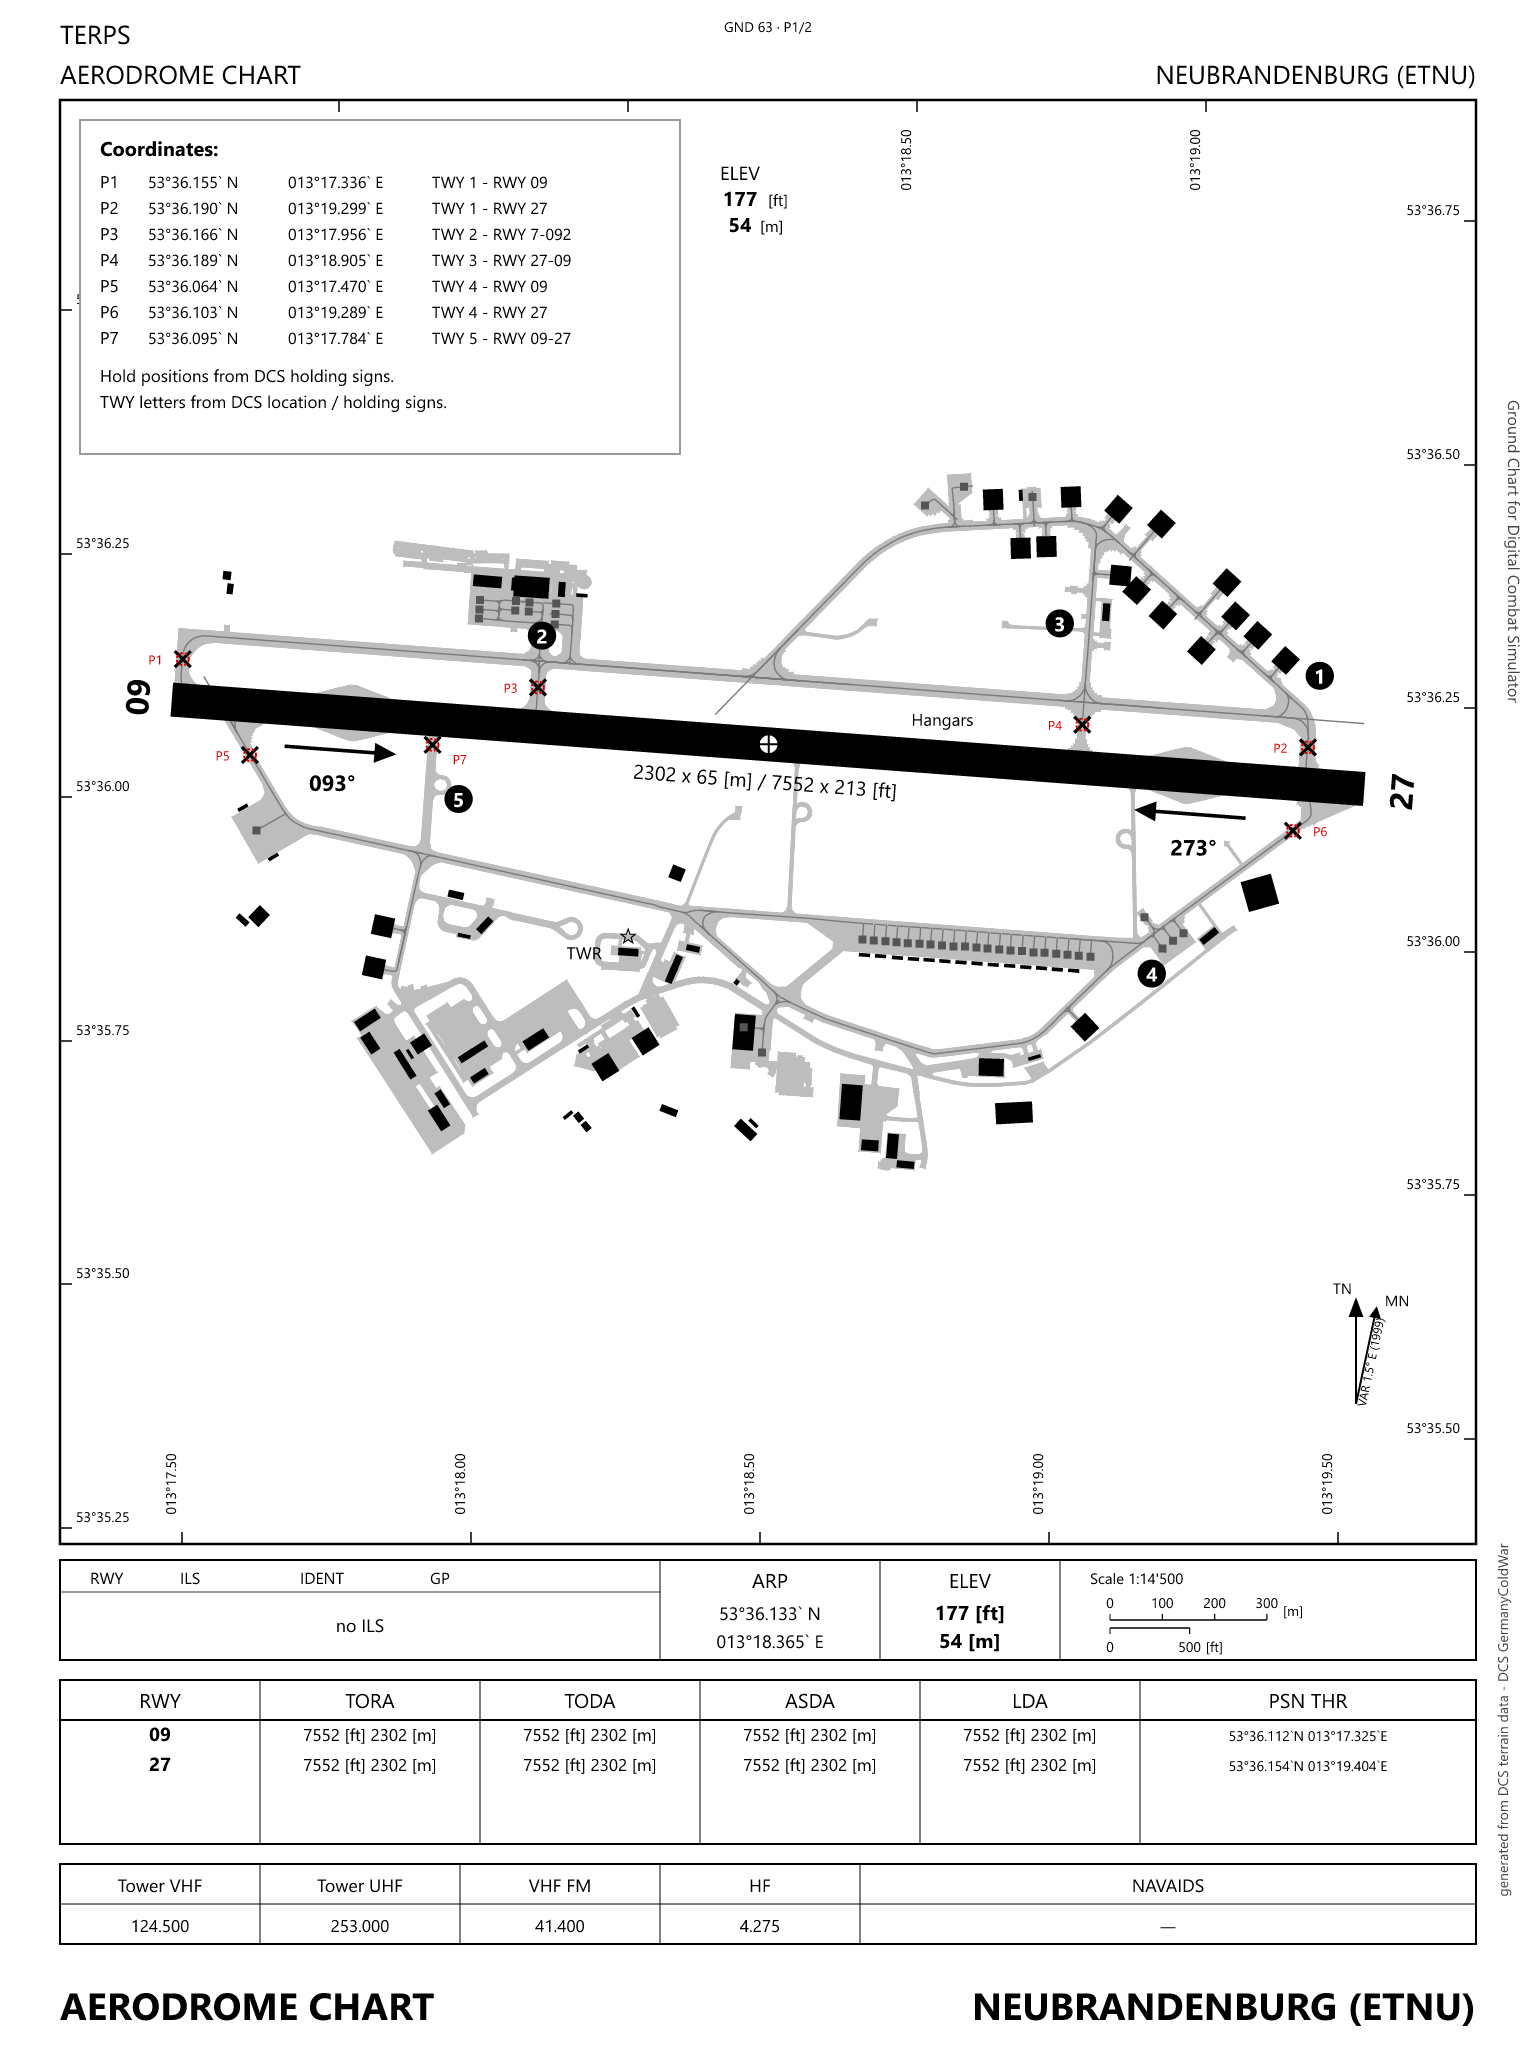 TERPS
GND 63 · P1/2
AERODROME CHART
NEUBRANDENBURG (ETNU)
Coordinates:
P1 53°36.155` N 013°17.336` E TWY 1 - RWY 09
P2 53°36.190` N 013°19.299` E TWY 1 - RWY 27
P3 53°36.166` N 013°17.956` E TWY 2 - RWY 7-092
P4 53°36.189` N 013°18.905` E TWY 3 - RWY 27-09
P5 53°36.064` N 013°17.470` E TWY 4 - RWY 09
P6 53°36.103` N 013°19.289` E TWY 4 - RWY 27
P7 53°36.095` N 013°17.784` E TWY 5 - RWY 09-27
Hold positions from DCS holding signs.
TWY letters from DCS location / holding signs.
ELEV
177 [ft]
54 [m]
013°18.50
013°19.00
53°36.75
53°36.50
53°36.25
53°36.25
53°36.00
53°36.00
53°35.75
53°35.75
53°35.50
53°35.50
53°35.25
2
3
1
P1
P3
09
Hangars
P4
P2
P5
P7
093°
2302 x 65 [m] / 7552 x 213 [ft]
27
5
P6
273°
TWR
4
TN
MN
VAR 1.5° E (1999)
013°17.50
013°18.00
013°18.50
013°19.00
013°19.50
Ground Chart for Digital Combat Simulator
RWY ILS IDENT GP
no ILS
ARP
53°36.133` N
013°18.365` E
ELEV
177 [ft]
54 [m]
Scale 1:14'500
0 100 200 300 [m]
0 500 [ft]
RWY TORA TODA ASDA LDA PSN THR
09 7552 [ft] 2302 [m] 7552 [ft] 2302 [m] 7552 [ft] 2302 [m] 7552 [ft] 2302 [m] 53°36.112`N 013°17.325`E
27 7552 [ft] 2302 [m] 7552 [ft] 2302 [m] 7552 [ft] 2302 [m] 7552 [ft] 2302 [m] 53°36.154`N 013°19.404`E
generated from DCS terrain data - DCS GermanyColdWar
Tower VHF Tower UHF VHF FM HF NAVAIDS
124.500 253.000 41.400 4.275 —
AERODROME CHART
NEUBRANDENBURG (ETNU)